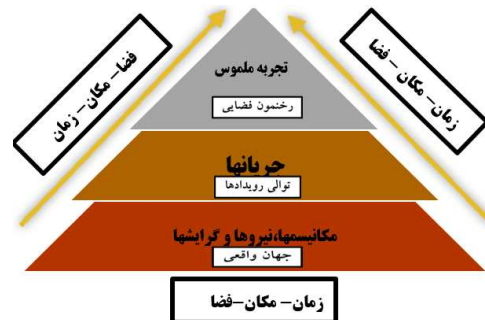 تجربه ملموس
رخنمون فضایی
فضا- مکان- زمان
زمان- مکان - فضا
جریانها
توالی رویدادها
مکانیسمها،نیروها و گرایشها
جهان واقعی
زمان- مکان-فضا